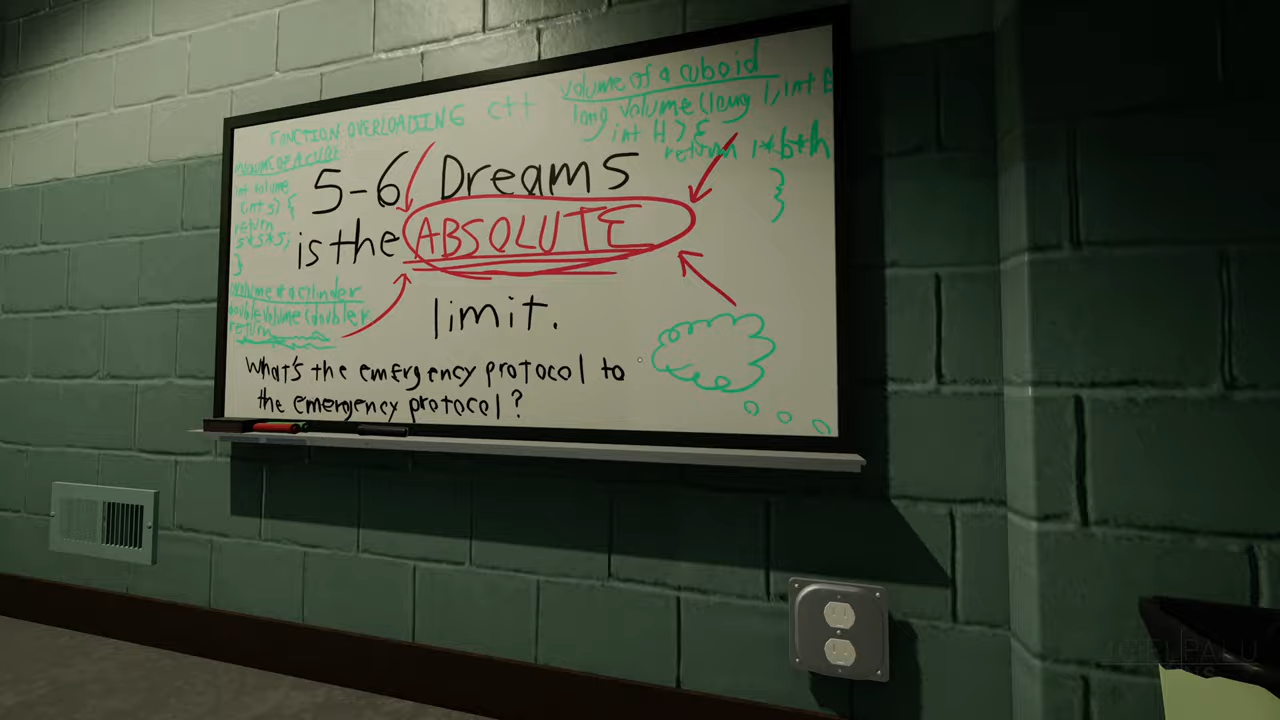 FUNCTION OVERLOADING C++
volume of a cuboid
long volume (long l, int B
int H) {
return l*b*h
}
VOLUME OF A CUBE
int volume
(int s) {
return
s*s*s;
}
volume of a cylinder
double volume (double r
return
5-6 Dreams
is the ABSOLUTE
limit.
What's the emergency protocol to
the emergency protocol?